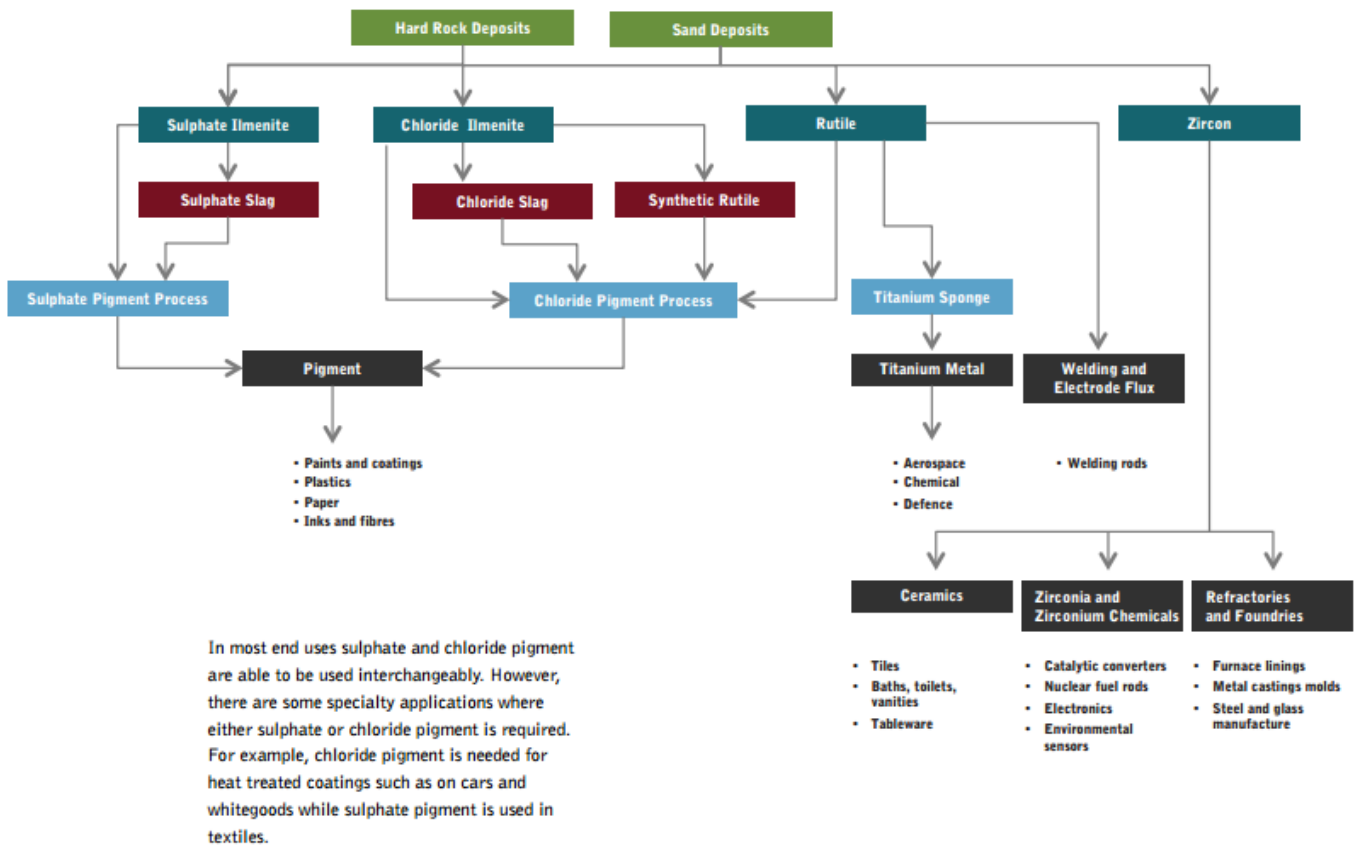 Hard Rock Deposits
Sand Deposits
Sulphate Ilmenite
Chloride Ilmenite
Rutile
Zircon
Sulphate Slag
Chloride Slag
Synthetic Rutile
Sulphate Pigment Process
Chloride Pigment Process
Titanium Sponge
Pigment
Titanium Metal
Welding and
Electrode Flux
• Paints and coatings
• Plastics
• Paper
• Inks and fibres
• Aerospace
• Chemical
• Defence
• Welding rods
Ceramics
Zirconia and
Zirconium Chemicals
Refractories
and Foundries
• Tiles
• Baths, toilets,
vanities
• Tableware
• Catalytic converters
• Nuclear fuel rods
• Electronics
• Environmental
sensors
• Furnace linings
• Metal castings molds
• Steel and glass
manufacture
In most end uses sulphate and chloride pigment
are able to be used interchangeably. However,
there are some specialty applications where
either sulphate or chloride pigment is required.
For example, chloride pigment is needed for
heat treated coatings such as on cars and
whitegoods while sulphate pigment is used in
textiles.